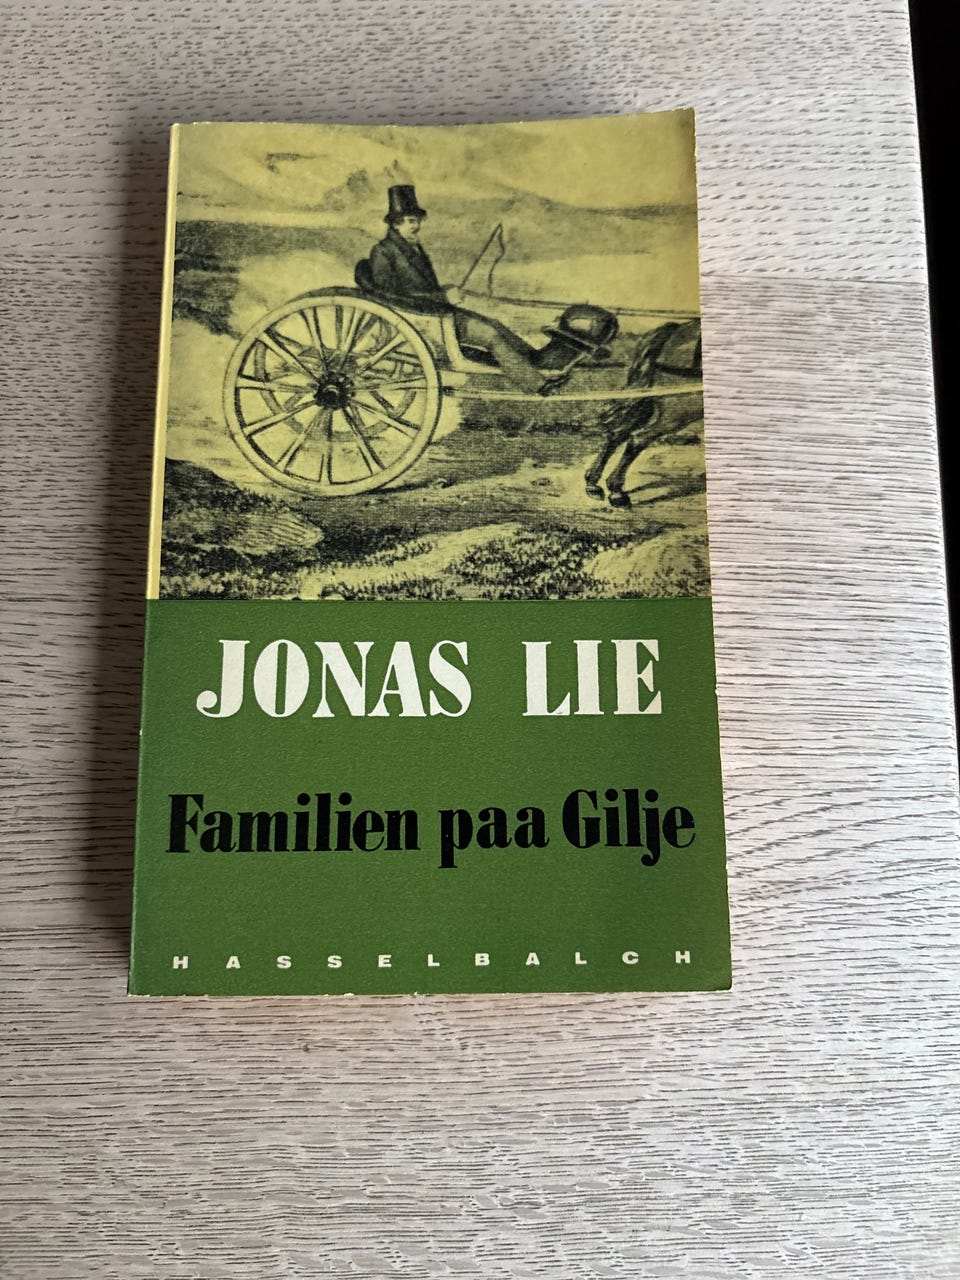 JONAS LIE
Familien paa Gilje
HASSELBALCH